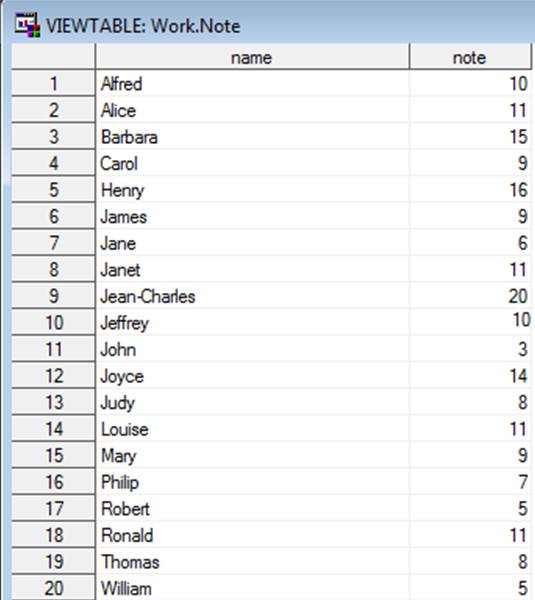 VIEWTABLE: Work.Note
name note
1 Alfred 10
2 Alice 11
3 Barbara 15
4 Carol 9
5 Henry 16
6 James 9
7 Jane 6
8 Janet 11
9 Jean-Charles 20
10 Jeffrey 10
11 John 3
12 Joyce 14
13 Judy 8
14 Louise 11
15 Mary 9
16 Philip 7
17 Robert 5
18 Ronald 11
19 Thomas 8
20 William 5